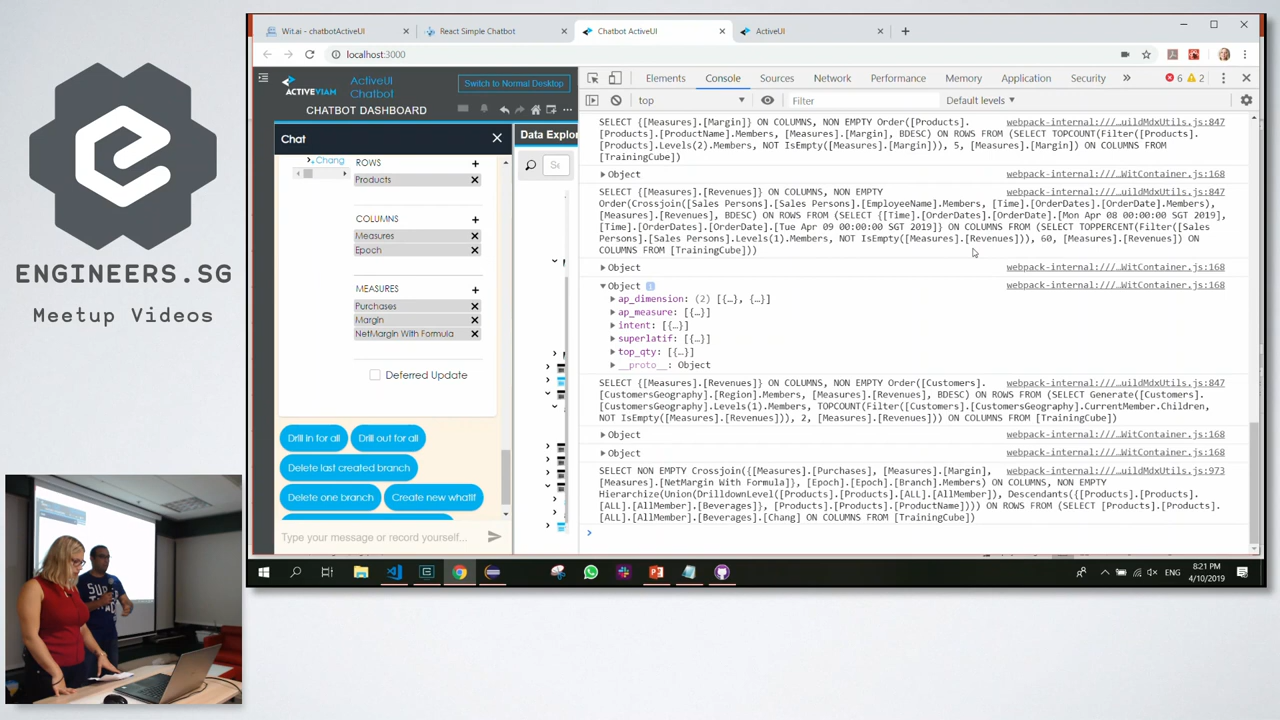 ENGINEERS.SG
Meetup Videos
Wit.ai - chatbotActiveUI
React Simple Chatbot
Chatbot ActiveUI
ActiveUI
localhost:3000
ACTIVEVIAM
ActiveUI
Chatbot
Switch to Normal Desktop
CHATBOT DASHBOARD
Chat
Data Explor
Chang
ROWS
Products
COLUMNS
Measures
Epoch
MEASURES
Purchases
Margin
NetMargin With Formula
Deferred Update
Drill in for all
Drill out for all
Delete last created branch
Delete one branch
Create new whatif
Type your message or record yourself...
Elements
Console
Sources
Network
Performance
Memory
Application
Security
6
2
top
Filter
Default levels
SELECT {[Measures].[Margin]} ON COLUMNS, NON EMPTY Order([Products].
webpack-internal:///…uildMdxUtils.js:847
[Products].[ProductName].Members, [Measures].[Margin], BDESC) ON ROWS FROM (SELECT TOPCOUNT(Filter([Products].
[Products].Levels(2).Members, NOT IsEmpty([Measures].[Margin])), 5, [Measures].[Margin]) ON COLUMNS FROM
[TrainingCube])
Object
webpack-internal:///…WitContainer.js:168
SELECT {[Measures].[Revenues]} ON COLUMNS, NON EMPTY
webpack-internal:///…uildMdxUtils.js:847
Order(Crossjoin([Sales Persons].[Sales Persons].[EmployeeName].Members, [Time].[OrderDates].[OrderDate].Members),
[Measures].[Revenues], BDESC) ON ROWS FROM (SELECT {[Time].[OrderDates].[OrderDate].[Mon Apr 08 00:00:00 SGT 2019],
[Time].[OrderDates].[OrderDate].[Tue Apr 09 00:00:00 SGT 2019]} ON COLUMNS FROM (SELECT TOPPERCENT(Filter([Sales
Persons].[Sales Persons].Levels(1).Members, NOT IsEmpty([Measures].[Revenues])), 60, [Measures].[Revenues]) ON
COLUMNS FROM [TrainingCube]))
Object
webpack-internal:///…WitContainer.js:168
Object
webpack-internal:///…WitContainer.js:168
ap_dimension: (2) [{…}, {…}]
ap_measure: [{…}]
intent: [{…}]
superlatif: [{…}]
top_qty: [{…}]
__proto__: Object
SELECT {[Measures].[Revenues]} ON COLUMNS, NON EMPTY Order([Customers].
webpack-internal:///…uildMdxUtils.js:847
[CustomersGeography].[Region].Members, [Measures].[Revenues], BDESC) ON ROWS FROM (SELECT Generate([Customers].
[CustomersGeography].Levels(1).Members, TOPCOUNT(Filter([Customers].[CustomersGeography].CurrentMember.Children,
NOT IsEmpty([Measures].[Revenues])), 2, [Measures].[Revenues])) ON COLUMNS FROM [TrainingCube])
Object
webpack-internal:///…WitContainer.js:168
Object
webpack-internal:///…WitContainer.js:168
SELECT NON EMPTY Crossjoin({[Measures].[Purchases], [Measures].[Margin],
webpack-internal:///…uildMdxUtils.js:973
[Measures].[NetMargin With Formula]}, [Epoch].[Epoch].[Branch].Members) ON COLUMNS, NON EMPTY
Hierarchize(Union(DrilldownLevel([Products].[Products].[ALL].[AllMember]), Descendants({[Products].[Products].
[ALL].[AllMember].[Beverages]}, [Products].[Products].[ProductName]))) ON ROWS FROM (SELECT [Products].[Products].
[ALL].[AllMember].[Beverages].[Chang] ON COLUMNS FROM [TrainingCube])
ENG
8:21 PM
4/10/2019